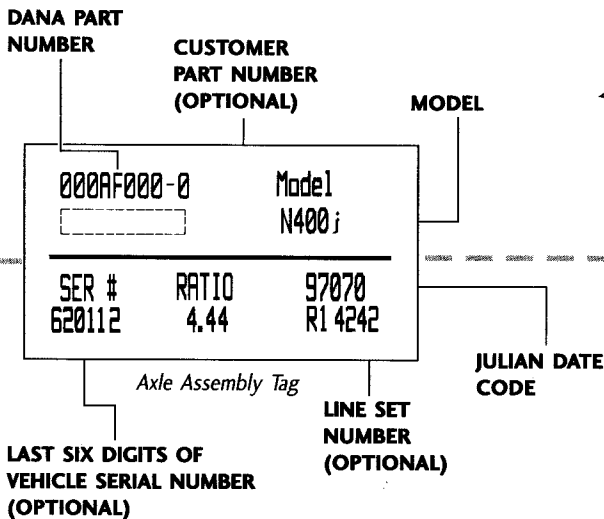 DANA PART
NUMBER
CUSTOMER
PART NUMBER
(OPTIONAL)
MODEL
000AF000-0 Model
N400j
SER # RATIO 97070
620112 4.44 R1 4242
Axle Assembly Tag
JULIAN DATE
CODE
LINE SET
NUMBER
(OPTIONAL)
LAST SIX DIGITS OF
VEHICLE SERIAL NUMBER
(OPTIONAL)